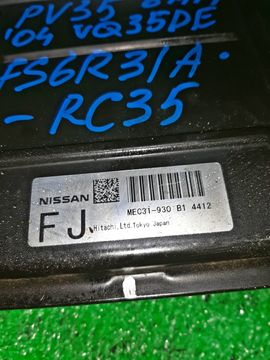 PV35
'04 VQ35DE
FS6R31A.
- RC35
NISSAN
MEC31-930 B1 4412
FJ
Hitachi,Ltd.Tokyo Japan